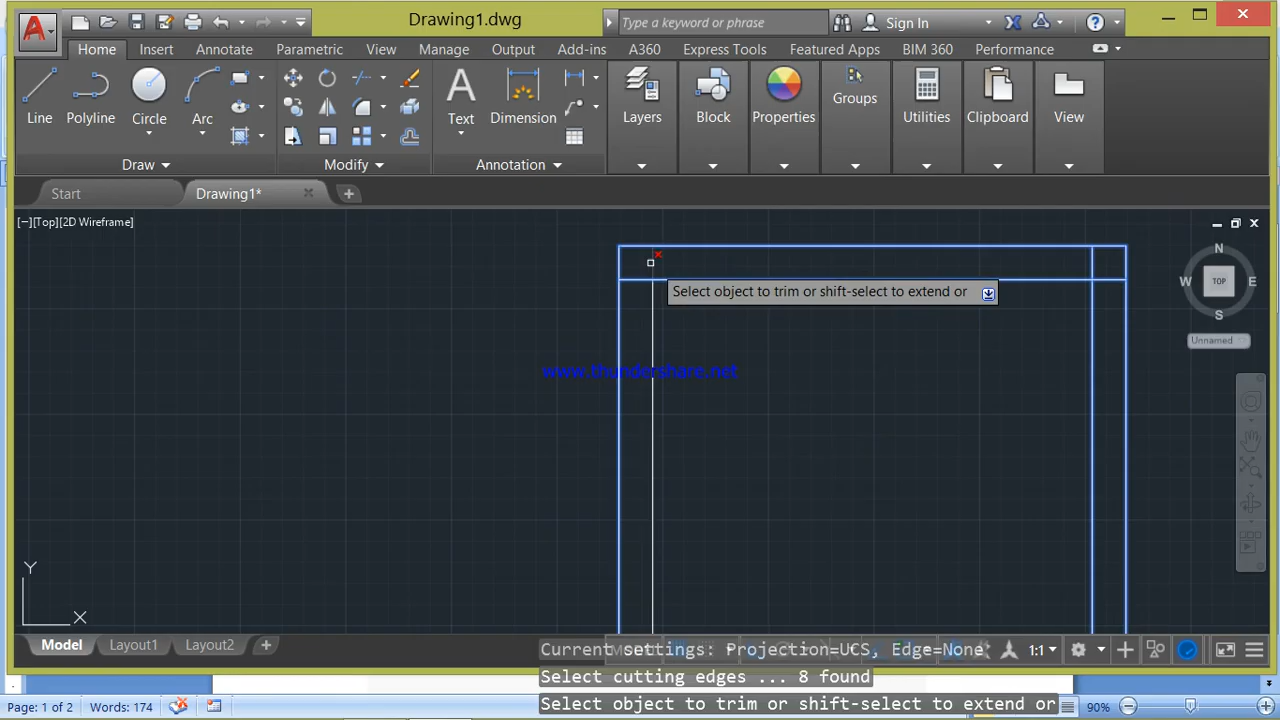 Drawing1.dwg
Type a keyword or phrase
Sign In
Home Insert Annotate Parametric View Manage Output Add-ins A360 Express Tools Featured Apps BIM 360 Performance
Line Polyline Circle Arc
Text Dimension
Layers Block Properties Groups Utilities Clipboard View
Draw Modify Annotation
Start Drawing1*
[−][Top][2D Wireframe]
N
W TOP E
S
Unnamed
Select object to trim or shift-select to extend or
www.thundershare.net
Y
X
Model Layout1 Layout2
1:1
Current settings: Projection=UCS, Edge=None
Select cutting edges ... 8 found
Select object to trim or shift-select to extend or
Page: 1 of 2 Words: 174
90%